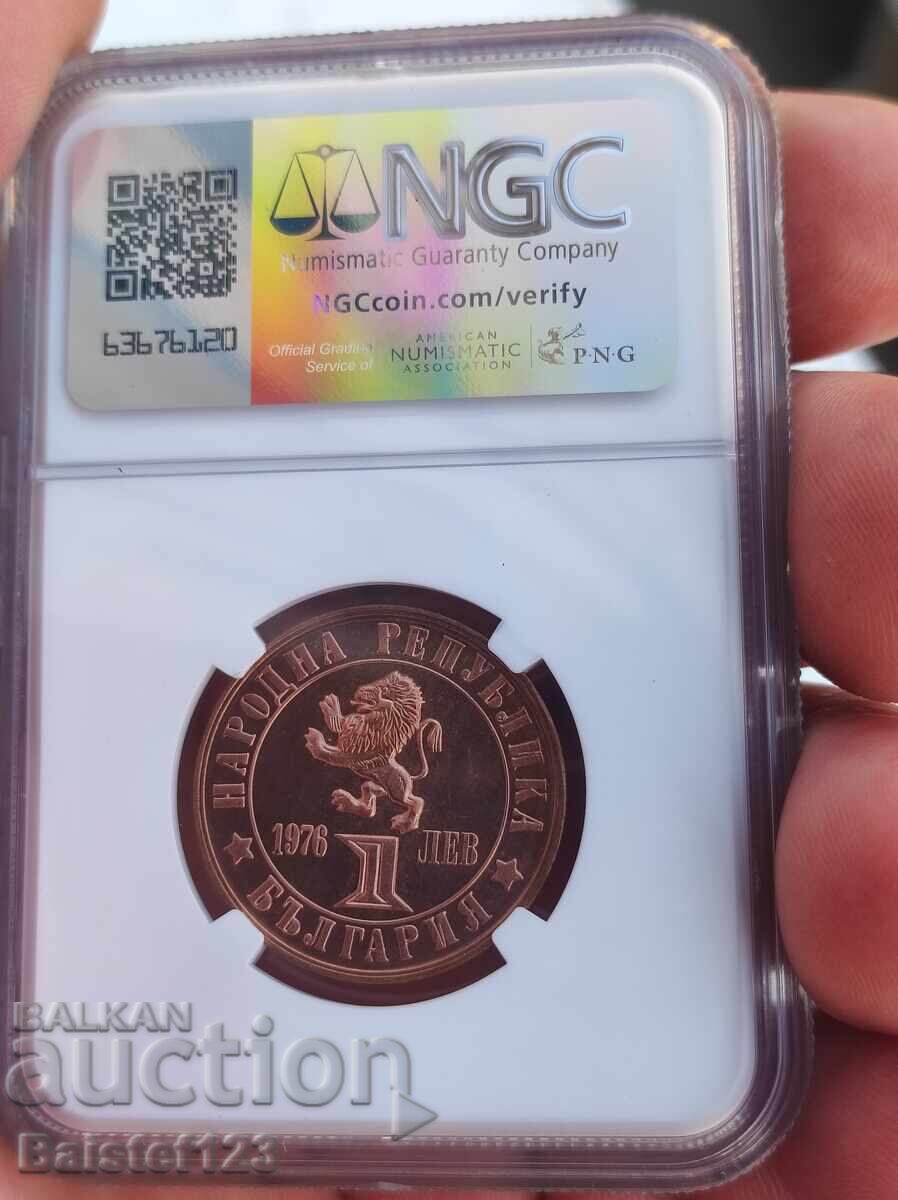 NGC
Numismatic Guaranty Company
NGCcoin.com/verify
63676120
Official Grading
Service of
AMERICAN
NUMISMATIC
ASSOCIATION
P·N·G
НАРОДНА РЕПУБЛИКА
1976
1
ЛЕВ
БЪЛГАРИЯ
BALKAN
auction
Baistef123